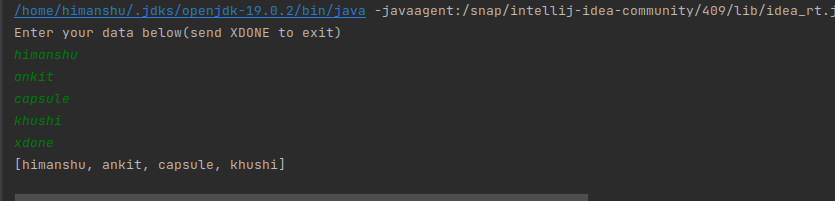 /home/himanshu/.jdks/openjdk-19.0.2/bin/java -javaagent:/snap/intellij-idea-community/409/lib/idea_rt.j
Enter your data below(send XDONE to exit)
himanshu
ankit
capsule
khushi
xdone
[himanshu, ankit, capsule, khushi]